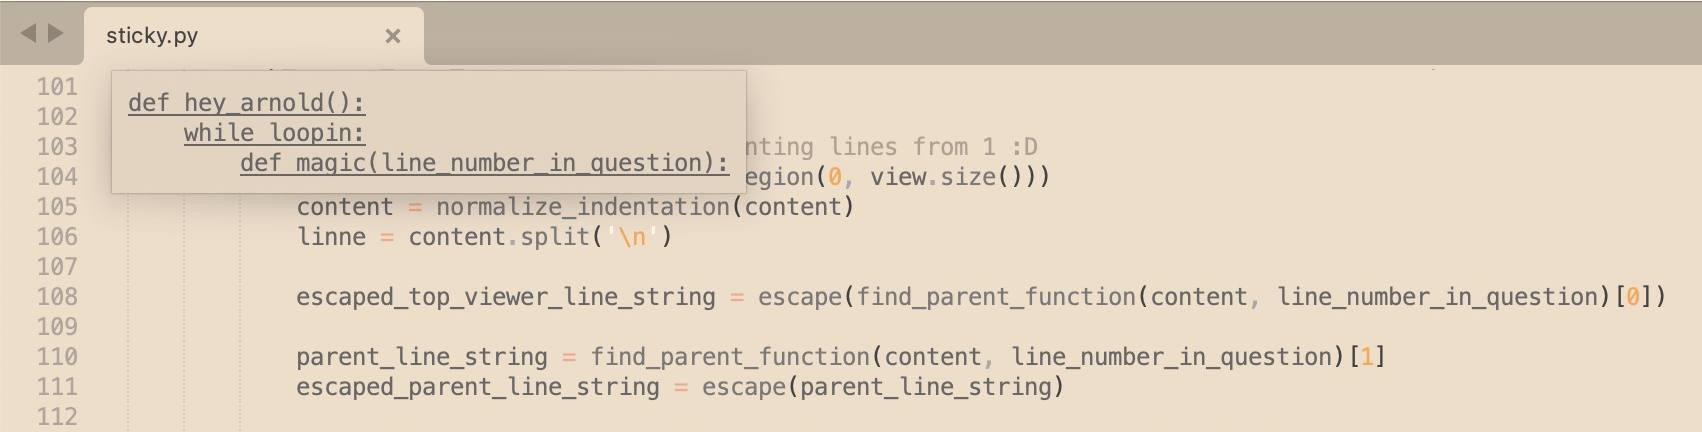 sticky.py
101
def hey_arnold():
102
while loopin:
103 nting lines from 1 :D
def magic(line_number_in_question):
104 egion(0, view.size()))
105 content = normalize_indentation(content)
106 linne = content.split('\n')
107
108 escaped_top_viewer_line_string = escape(find_parent_function(content, line_number_in_question)[0])
109
110 parent_line_string = find_parent_function(content, line_number_in_question)[1]
111 escaped_parent_line_string = escape(parent_line_string)
112